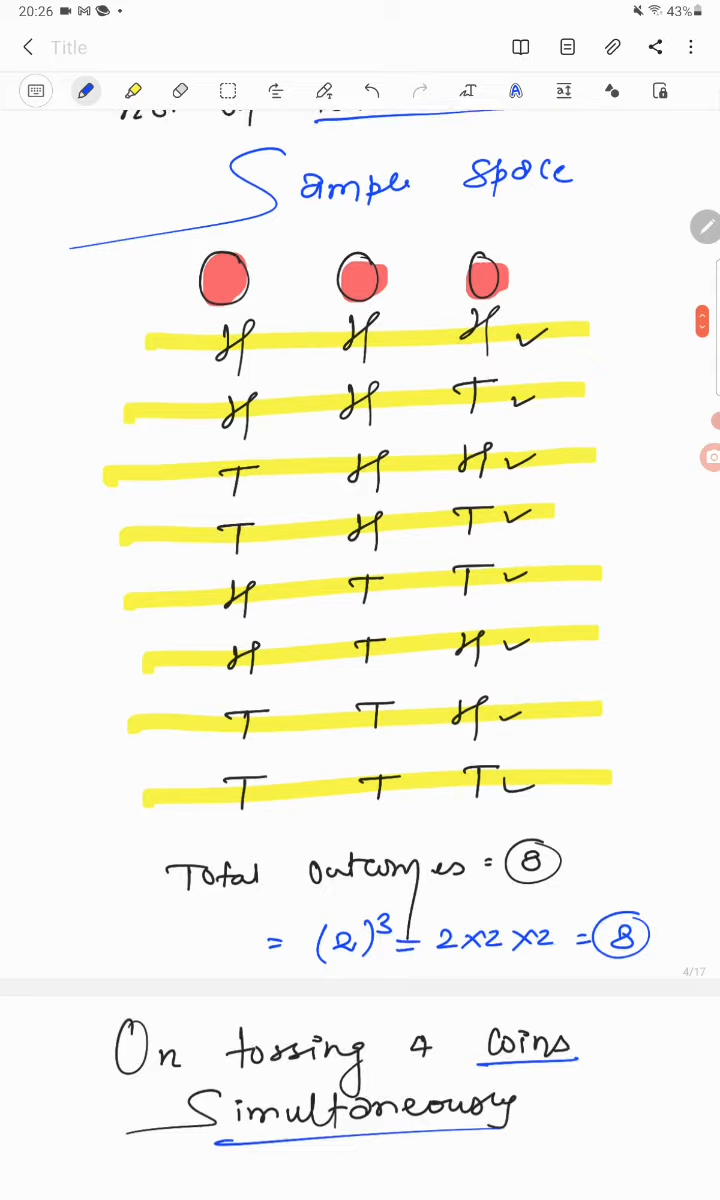 20:26 43%
Title
Sample space
H H H ✓
H H T ✓
T H H ✓
T H T ✓
H T T ✓
H T H ✓
T T H ✓
T T T ✓
Total outcomes = 8
= (2)³ = 2×2×2 = 8
4/17
On tossing 4 coins
Simultaneously